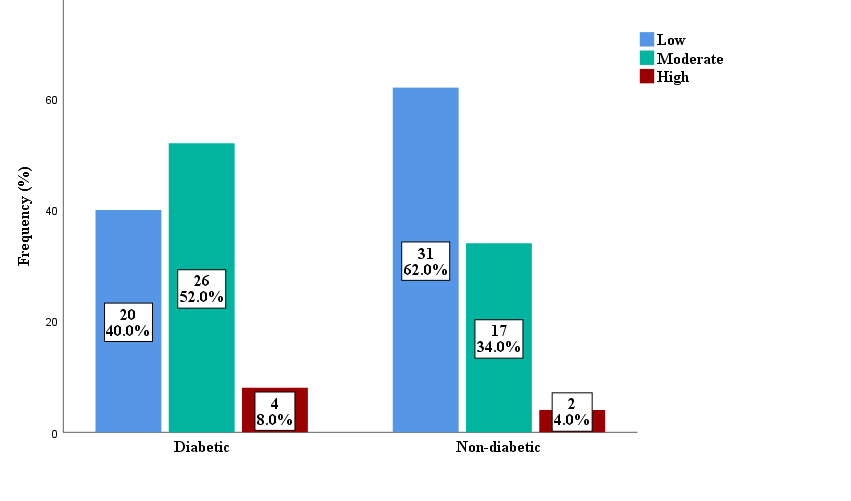 Low
Moderate
High
Frequency (%)
60
40
20
0
20
40.0%
26
52.0%
4
8.0%
31
62.0%
17
34.0%
2
4.0%
Diabetic
Non-diabetic